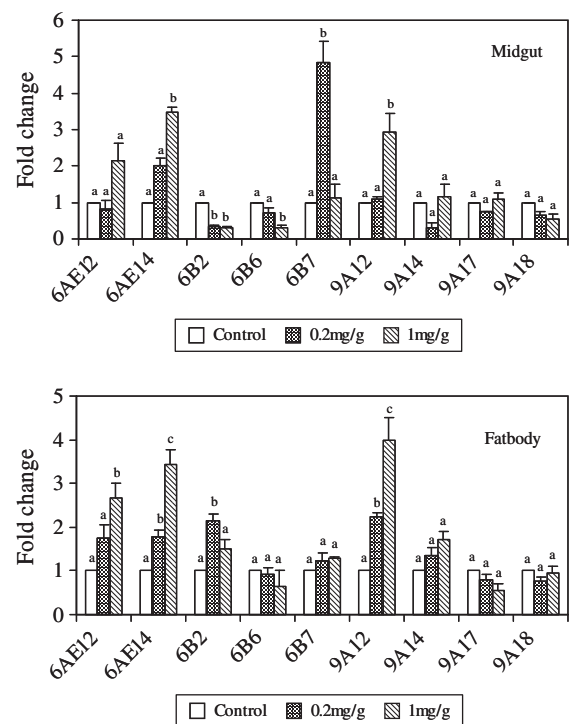 6
b
Midgut
5
4
b
b
3
a
a
2
a a a a a a b a a a a a a a a a a a
b b b a a a
1
0
Fold change
6AE12 6AE14 6B2 6B6 6B7 9A12 9A14 9A17 9A18
Control 0.2mg/g 1mg/g
5
c
Fatbody
4
c
b
3
b
b
a
b
a
a
2
a a a a a a a a a a a a a a a a a a
1
0
Fold change
6AE12 6AE14 6B2 6B6 6B7 9A12 9A14 9A17 9A18
Control 0.2mg/g 1mg/g